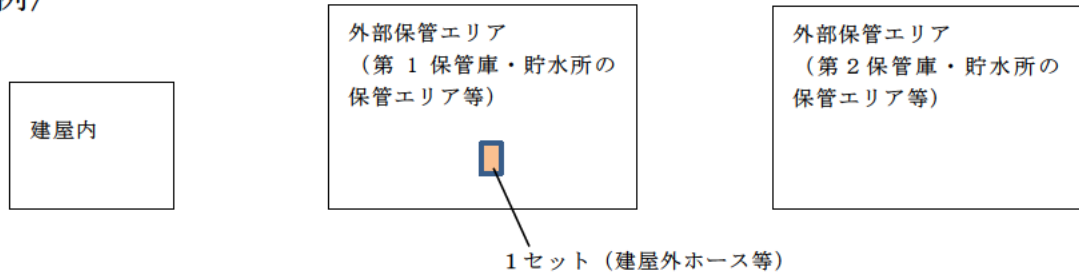 建屋内
外部保管エリア
（第 1 保管庫・貯水所の
保管エリア等）
外部保管エリア
（第２保管庫・貯水所の
保管エリア等）
1セット（建屋外ホース等）